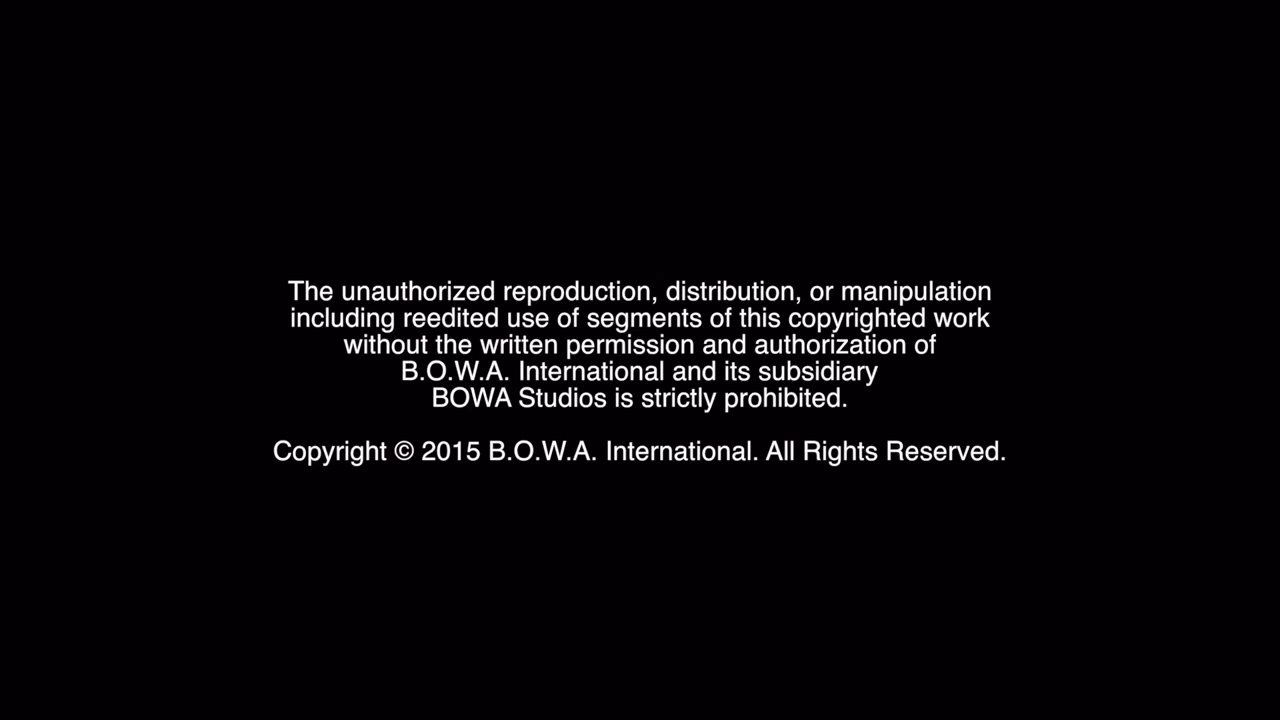 The unauthorized reproduction, distribution, or manipulation
including reedited use of segments of this copyrighted work
without the written permission and authorization of
B.O.W.A. International and its subsidiary
BOWA Studios is strictly prohibited.
Copyright © 2015 B.O.W.A. International. All Rights Reserved.